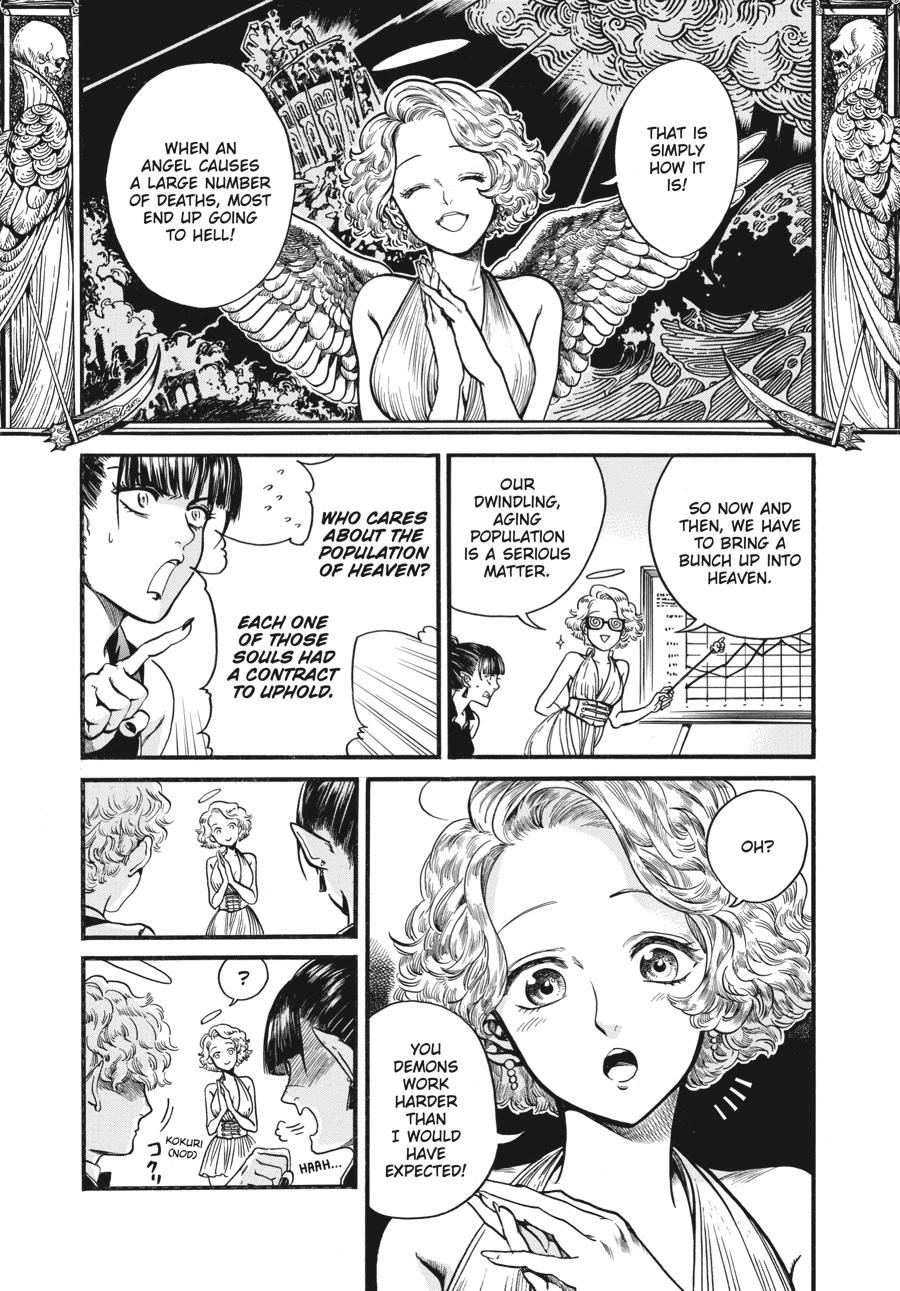 THAT IS
SIMPLY
HOW IT
IS!
WHEN AN
ANGEL CAUSES
A LARGE NUMBER
OF DEATHS, MOST
END UP GOING
TO HELL!
SO NOW AND
THEN, WE HAVE
TO BRING A
BUNCH UP INTO
HEAVEN.
OUR
DWINDLING,
AGING
POPULATION
IS A SERIOUS
MATTER.
WHO CARES
ABOUT THE
POPULATION
OF HEAVEN?
EACH ONE
OF THOSE
SOULS HAD
A CONTRACT
TO UPHOLD.
OH?
YOU
DEMONS
WORK
HARDER
THAN
I WOULD
HAVE
EXPECTED!
?
HAAH...
コクリ
KOKURI
(NOD)